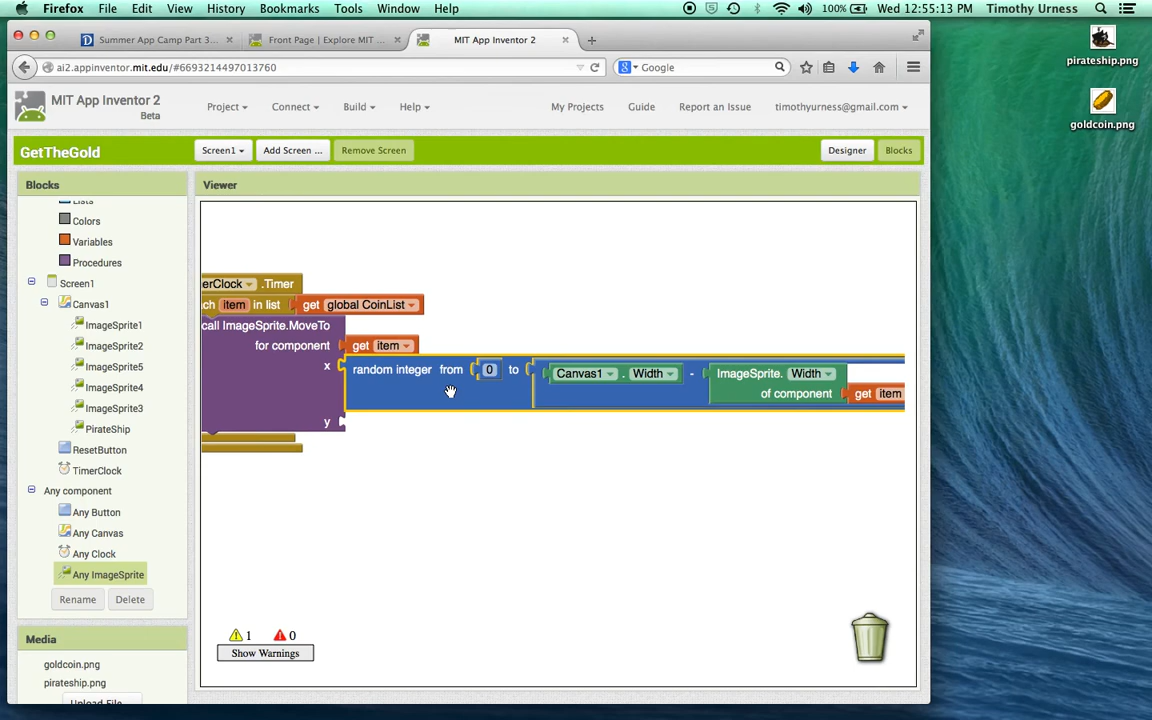 Firefox File Edit View History Bookmarks Tools Window Help 5 100% Wed 12:55:13 Timothy Urness
Summer App Camp Part 3... Front Page | Explore MIT ... MIT App Inventor 2
ai2.appinventor.mit.edu/#6693214497013760 Google
MIT App Inventor 2
Beta
Project Connect Build Help My Projects Guide Report an Issue timothyurness@gmail.com
GetTheGold Screen1 Add Screen ... Remove Screen Designer Blocks
Blocks Viewer
Lists
Colors
Variables
Procedures
Screen1
Canvas1
ImageSprite1
ImageSprite2
ImageSprite5
ImageSprite4
ImageSprite3
PirateShip
ResetButton
TimerClock
Any component
Any Button
Any Canvas
Any Clock
Any ImageSprite
Rename Delete
Media
goldcoin.png
pirateship.png
Upload File
erClock .Timer
ch item in list get global CoinList
call ImageSprite.MoveTo
for component get item
x random integer from 0 to Canvas1 . Width - ImageSprite. Width
of component get item
y
1 0
Show Warnings
pirateship.png
goldcoin.png